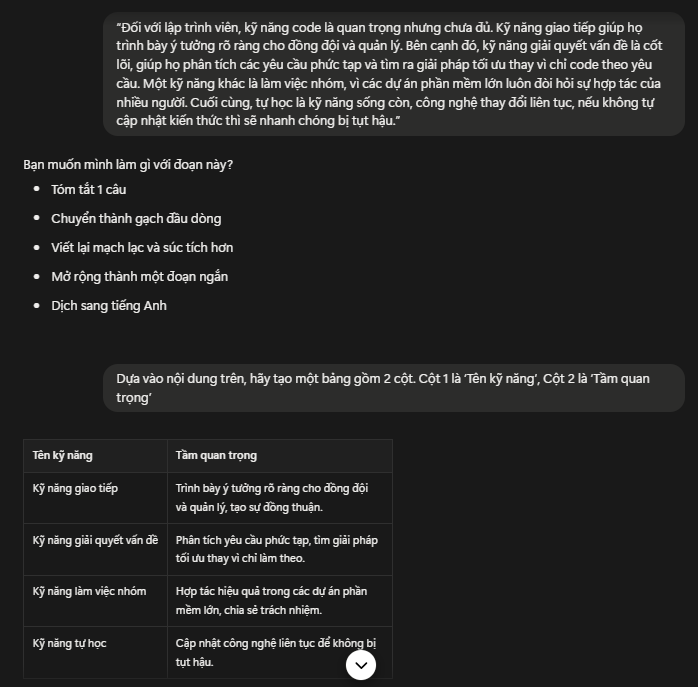 “Đối với lập trình viên, kỹ năng code là quan trọng nhưng chưa đủ. Kỹ năng giao tiếp giúp họ
trình bày ý tưởng rõ ràng cho đồng đội và quản lý. Bên cạnh đó, kỹ năng giải quyết vấn đề là cốt
lõi, giúp họ phân tích các yêu cầu phức tạp và tìm ra giải pháp tối ưu thay vì chỉ code theo yêu
cầu. Một kỹ năng khác là làm việc nhóm, vì các dự án phần mềm lớn luôn đòi hỏi sự hợp tác của
nhiều người. Cuối cùng, tự học là kỹ năng sống còn, công nghệ thay đổi liên tục, nếu không tự
cập nhật kiến thức thì sẽ nhanh chóng bị tụt hậu.”
Bạn muốn mình làm gì với đoạn này?
• Tóm tắt 1 câu
• Chuyển thành gạch đầu dòng
• Viết lại mạch lạc và súc tích hơn
• Mở rộng thành một đoạn ngắn
• Dịch sang tiếng Anh
Dựa vào nội dung trên, hãy tạo một bảng gồm 2 cột. Cột 1 là ‘Tên kỹ năng’, Cột 2 là ‘Tầm quan
trọng’
Tên kỹ năng Tầm quan trọng
Kỹ năng giao tiếp Trình bày ý tưởng rõ ràng cho đồng đội
và quản lý, tạo sự đồng thuận.
Kỹ năng giải quyết vấn đề Phân tích yêu cầu phức tạp, tìm giải pháp
tối ưu thay vì chỉ làm theo.
Kỹ năng làm việc nhóm Hợp tác hiệu quả trong các dự án phần
mềm lớn, chia sẻ trách nhiệm.
Kỹ năng tự học Cập nhật công nghệ liên tục để không bị
tụt hậu.